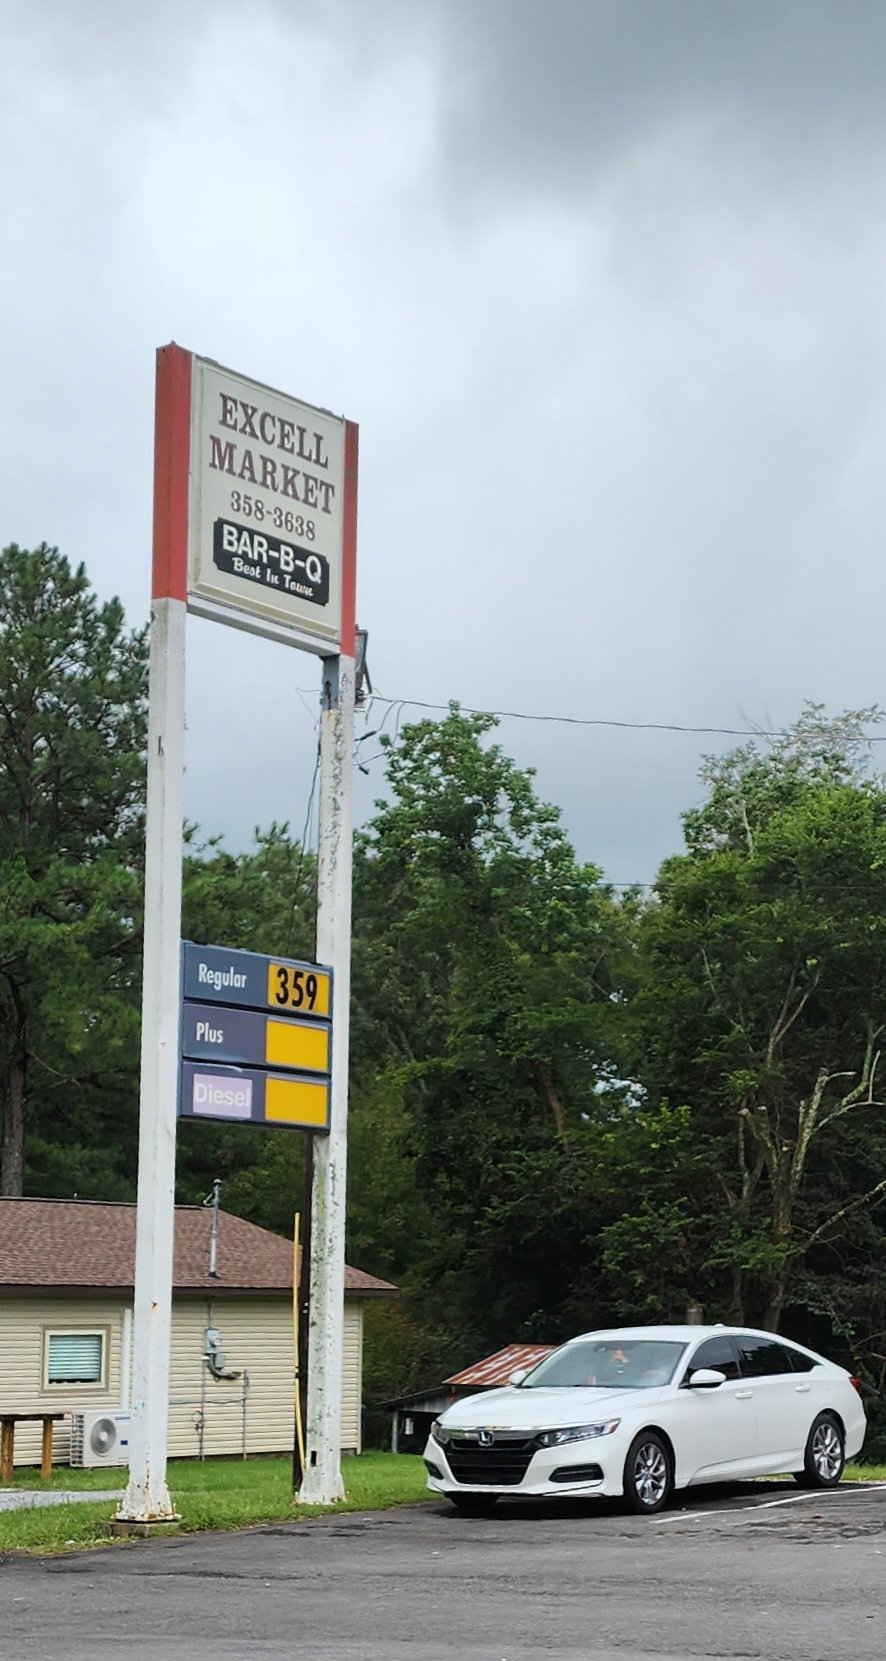 EXCELL
MARKET
358-3638
BAR-B-Q
Best In Town
Regular 359
Plus
Diesel